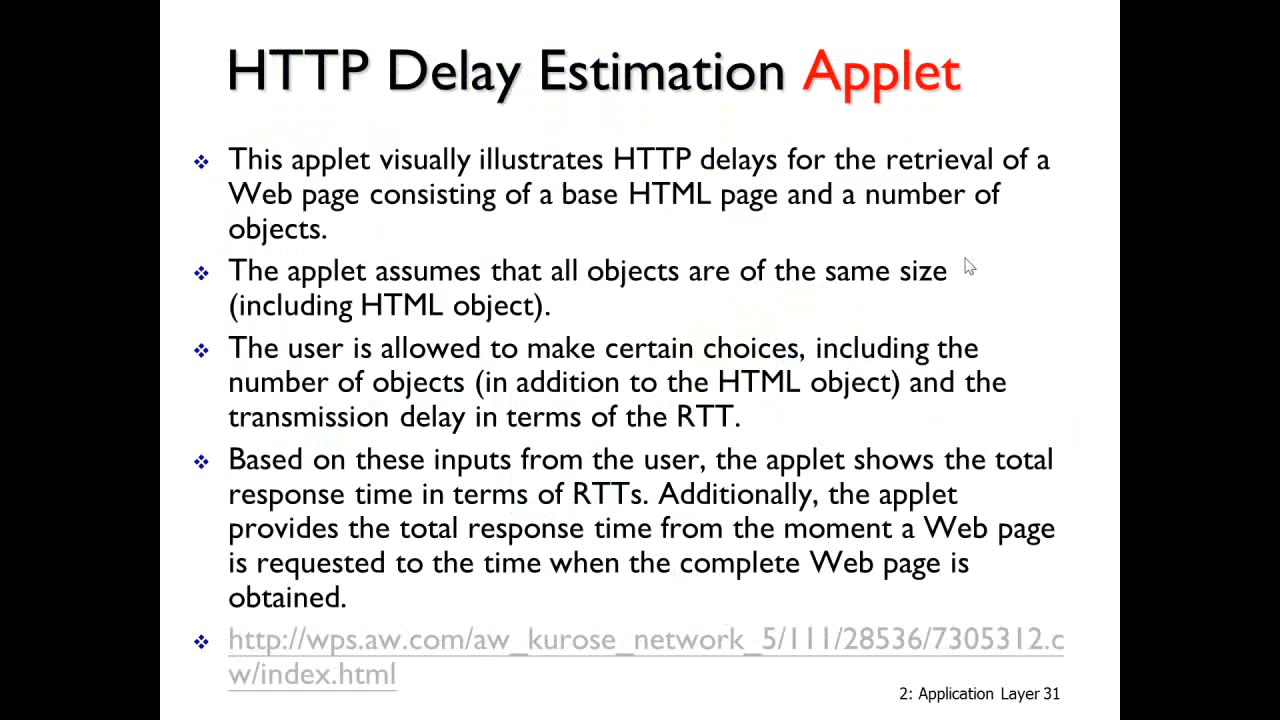 HTTP Delay Estimation Applet
This applet visually illustrates HTTP delays for the retrieval of a
Web page consisting of a base HTML page and a number of
objects.
The applet assumes that all objects are of the same size
(including HTML object).
The user is allowed to make certain choices, including the
number of objects (in addition to the HTML object) and the
transmission delay in terms of the RTT.
Based on these inputs from the user, the applet shows the total
response time in terms of RTTs. Additionally, the applet
provides the total response time from the moment a Web page
is requested to the time when the complete Web page is
obtained.
http://wps.aw.com/aw_kurose_network_5/111/28536/7305312.c
w/index.html
2: Application Layer 31